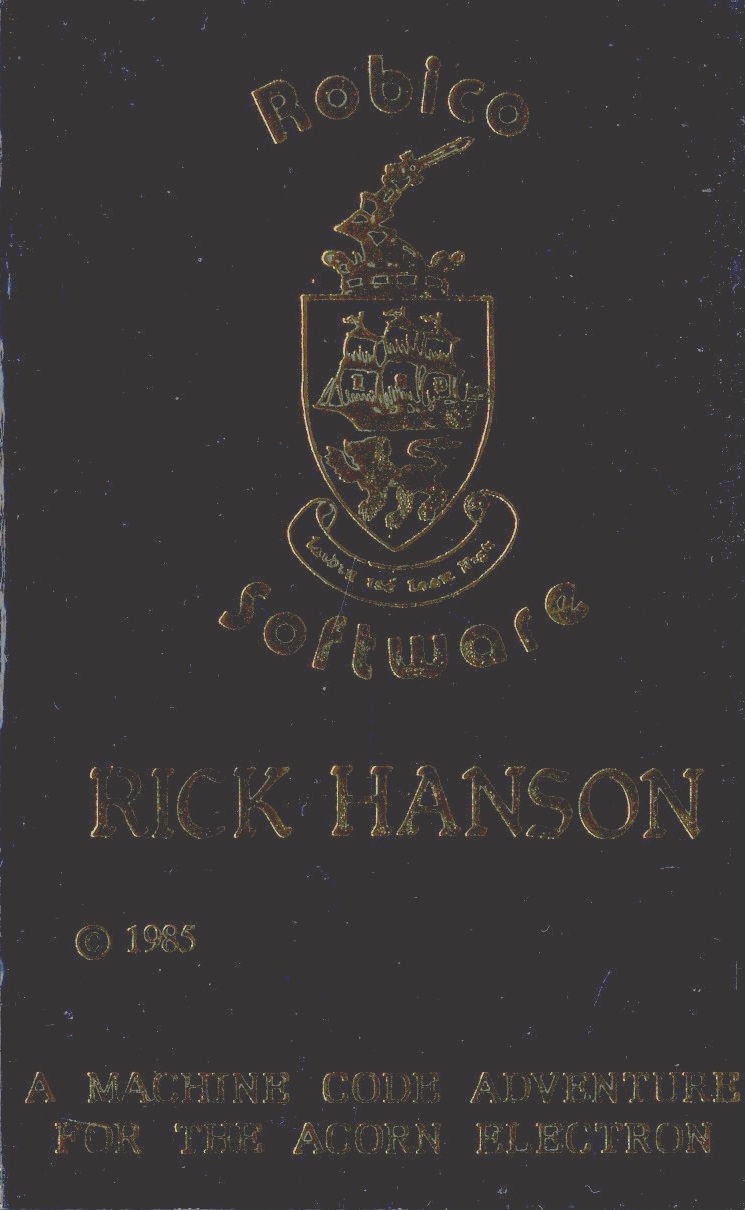 Robico
Software
RICK HANSON
© 1985
A MACHINE CODE ADVENTURE
FOR THE ACORN ELECTRON